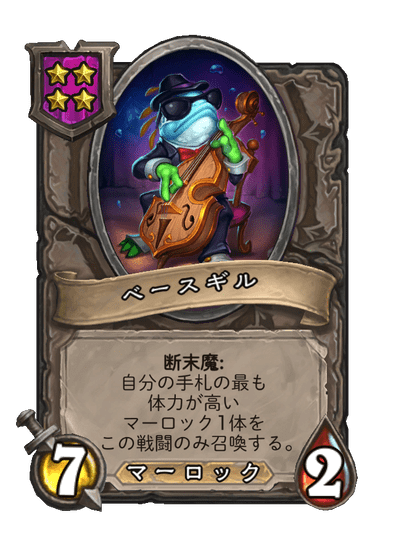 ベースギル
断末魔:
自分の手札の最も
体力が高い
マーロック1体を
この戦闘のみ召喚する。
マーロック
7
2